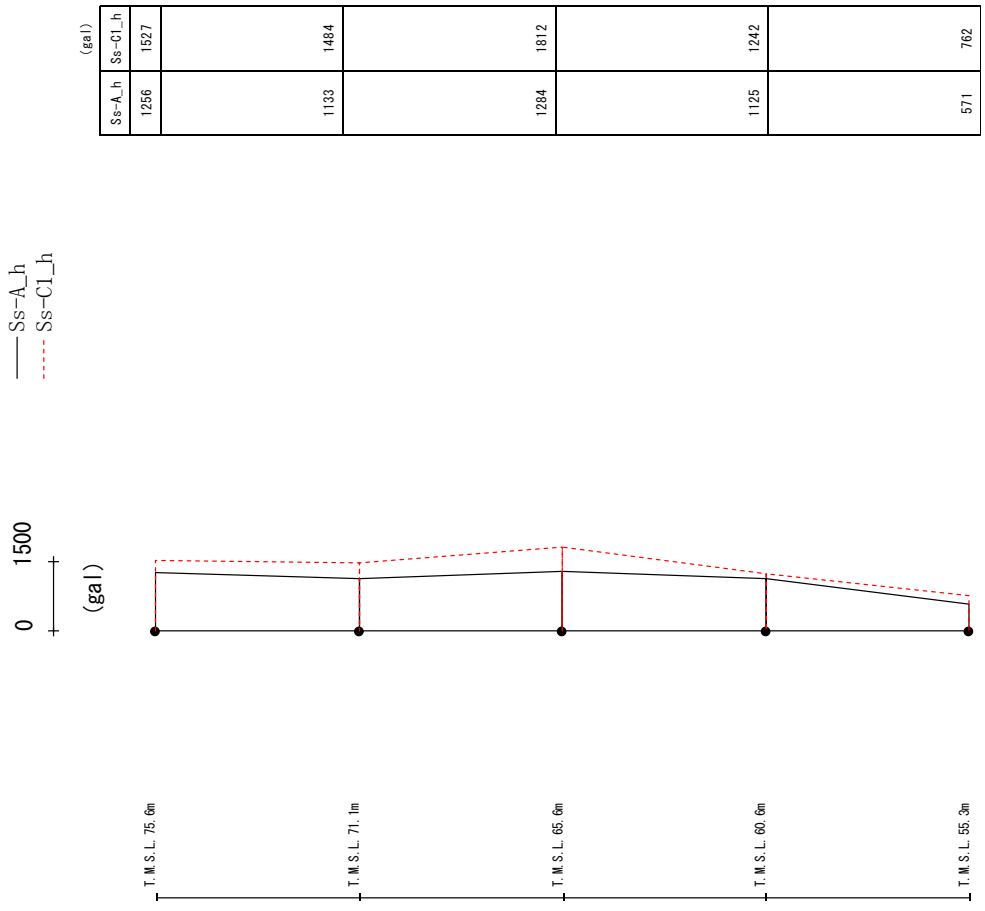 Ss-A_h
Ss-C1_h
0 1500
(gal)
(gal)
Ss-A_h Ss-C1_h
1256 1527
1133 1484
1284 1812
1125 1242
571 762
T.M.S.L. 75.6m
T.M.S.L. 71.1m
T.M.S.L. 65.6m
T.M.S.L. 60.6m
T.M.S.L. 55.3m